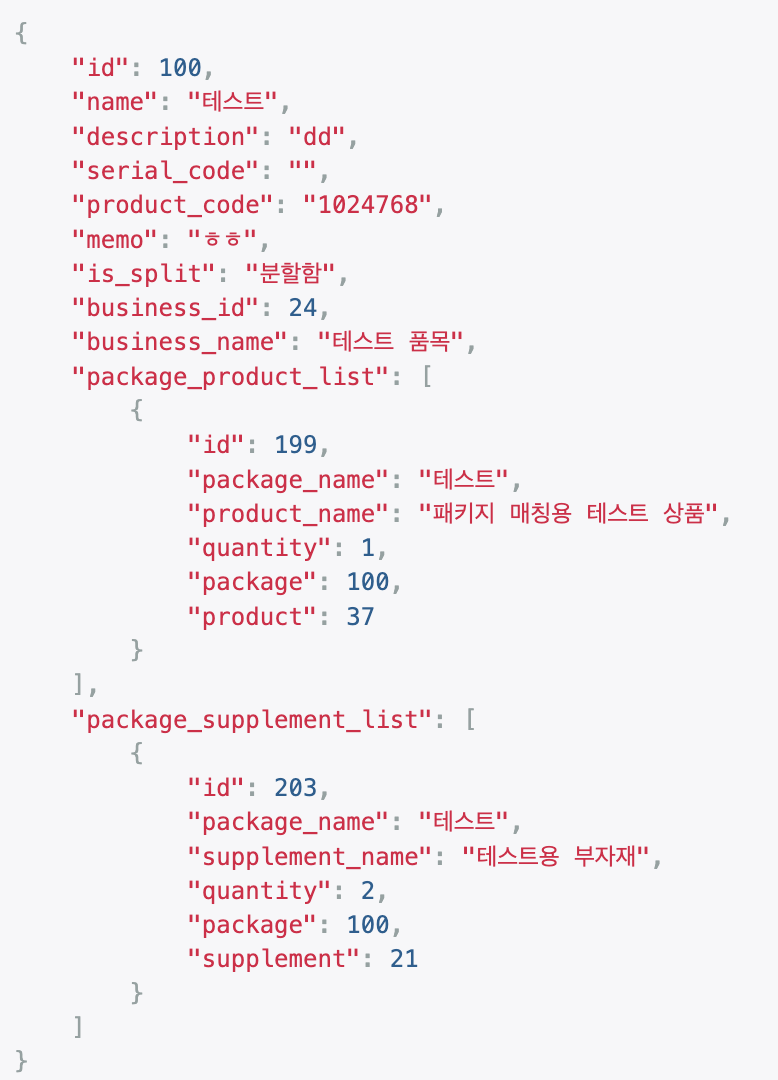 {
    "id": 100,
    "name": "테스트",
    "description": "dd",
    "serial_code": "",
    "product_code": "1024768",
    "memo": "ㅎㅎ",
    "is_split": "분할함",
    "business_id": 24,
    "business_name": "테스트 품목",
    "package_product_list": [
        {
            "id": 199,
            "package_name": "테스트",
            "product_name": "패키지 매칭용 테스트 상품",
            "quantity": 1,
            "package": 100,
            "product": 37
        }
    ],
    "package_supplement_list": [
        {
            "id": 203,
            "package_name": "테스트",
            "supplement_name": "테스트용 부자재",
            "quantity": 2,
            "package": 100,
            "supplement": 21
        }
    ]
}